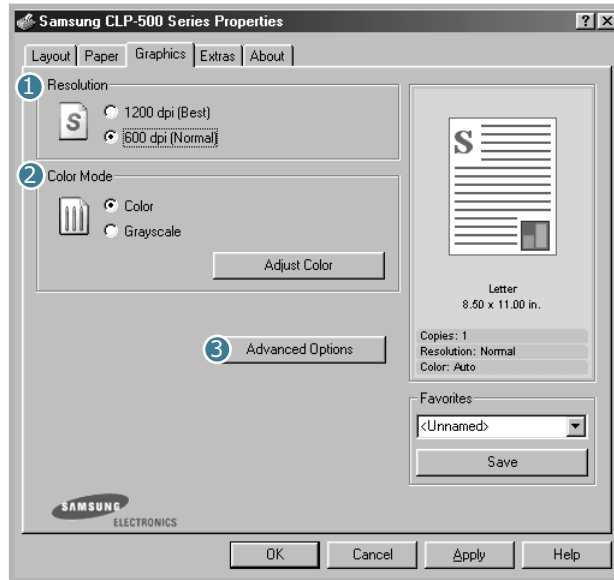 Samsung CLP-500 Series Properties
Layout Paper Graphics Extras About
1 Resolution
S
1200 dpi (Best)
600 dpi (Normal)
2 Color Mode
Color
Grayscale
Adjust Color
3 Advanced Options
S
Letter
8.50 x 11.00 in.
Copies: 1
Resolution: Normal
Color: Auto
Favorites
<Unnamed>
Save
SAMSUNG
ELECTRONICS
OK Cancel Apply Help